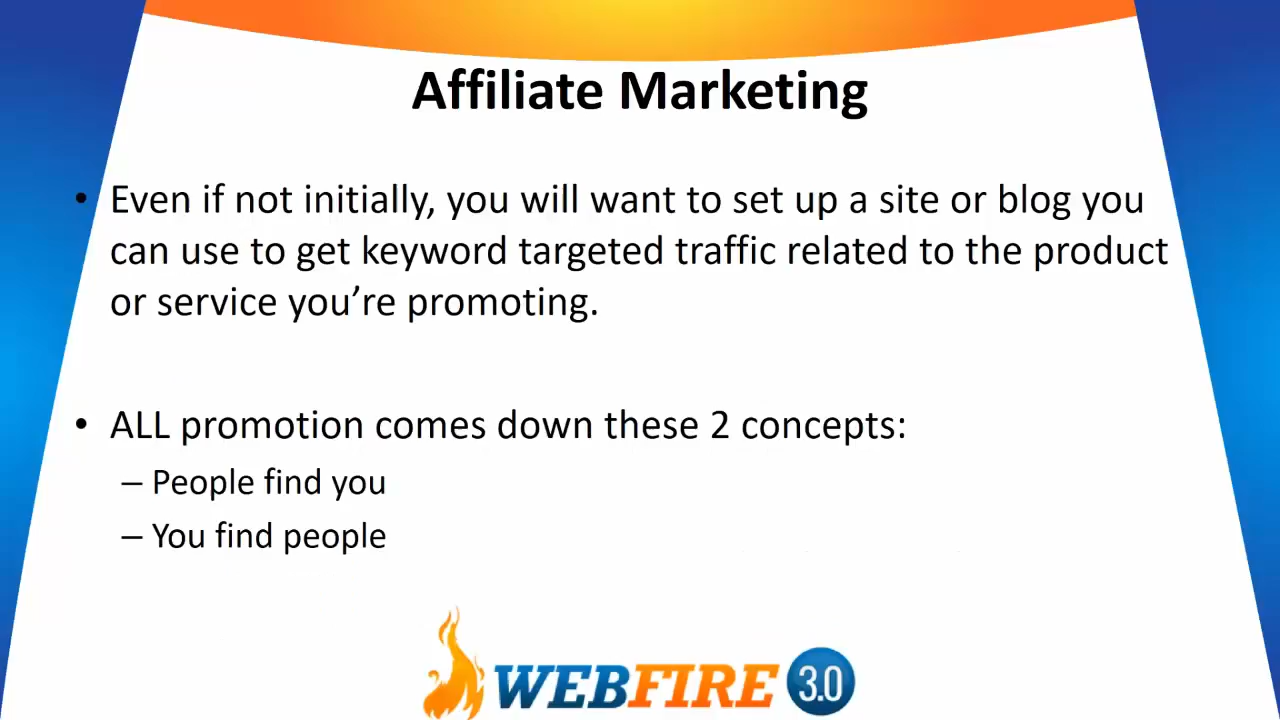 Affiliate Marketing
• Even if not initially, you will want to set up a site or blog you
can use to get keyword targeted traffic related to the product
or service you’re promoting.
• ALL promotion comes down these 2 concepts:
– People find you
– You find people
WEBFIRE 3.0